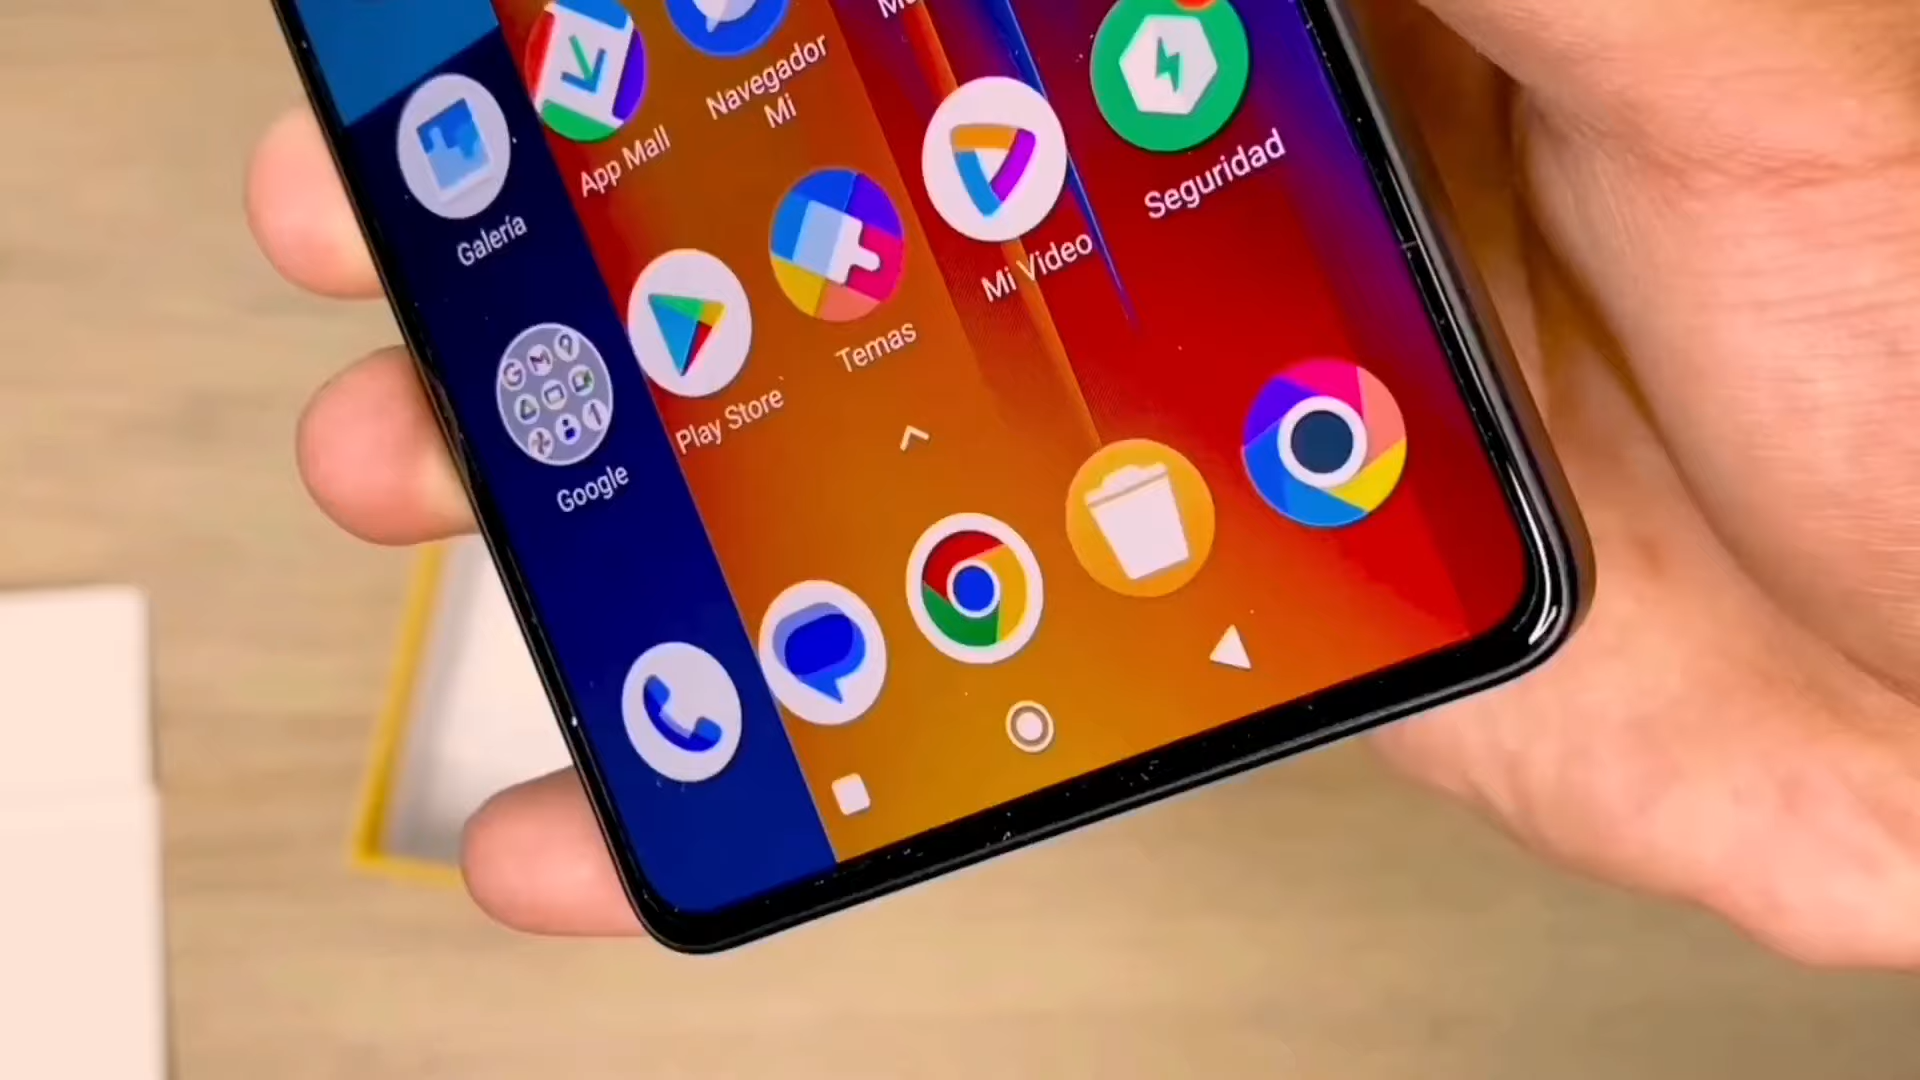 App Mall
Navegador
Mi
Galería
Play Store
Temas
Mi Video
Seguridad
Google